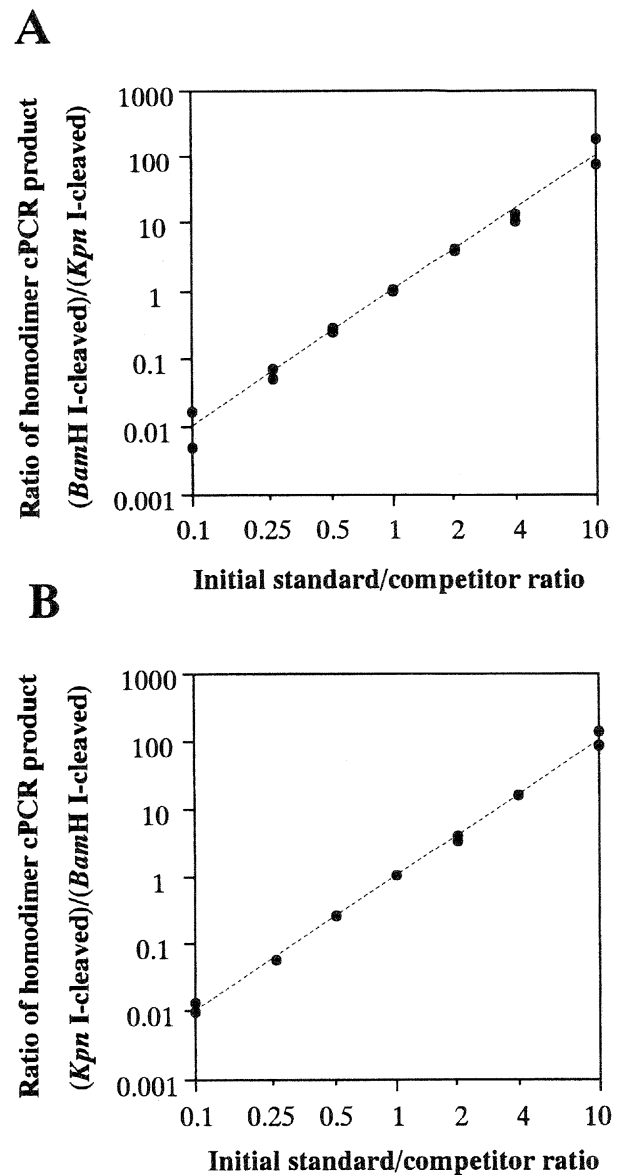 A
Ratio of homodimer cPCR product
(BamH I-cleaved)/(Kpn I-cleaved)
1000
100
10
1
0.1
0.01
0.001
0.1 0.25 0.5 1 2 4 10
Initial standard/competitor ratio
B
Ratio of homodimer cPCR product
(Kpn I-cleaved)/(BamH I-cleaved)
1000
100
10
1
0.1
0.01
0.001
0.1 0.25 0.5 1 2 4 10
Initial standard/competitor ratio